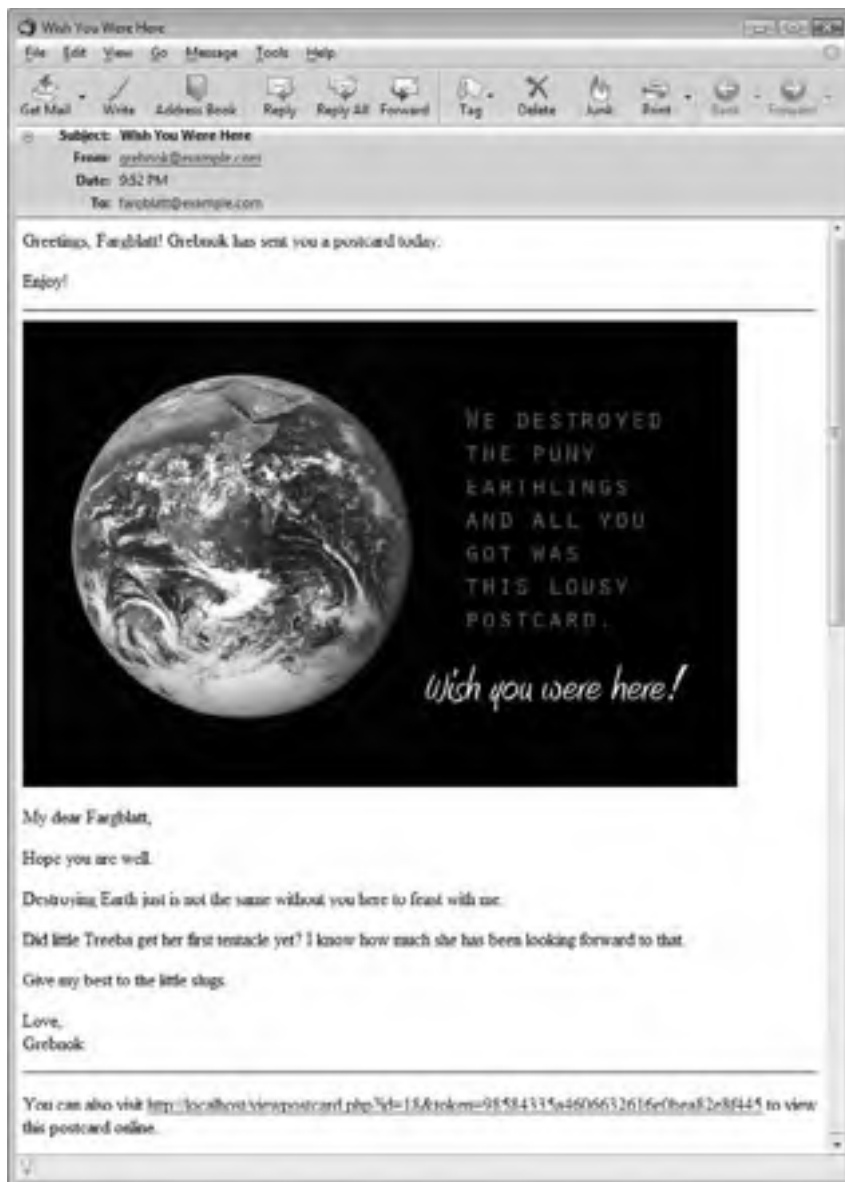 Wish You Were Here
File Edit View Go Message Tools Help
Get Mail Write Address Book Reply Reply All Forward Tag Delete Junk Print Back Forward
Subject: Wish You Were Here
From: grebnok@example.com
Date: 9:52 PM
To: fargblatt@example.com
Greetings, Fargblatt! Grebnok has sent you a postcard today.
Enjoy!
WE DESTROYED
THE PUNY
EARTHLINGS
AND ALL YOU
GOT WAS
THIS LOUSY
POSTCARD.
Wish you were here!
My dear Fargblatt,
Hope you are well.
Destroying Earth just is not the same without you here to feast with me.
Did little Treeba get her first tentacle yet? I know how much she has been looking forward to that.
Give my best to the little slugs.
Love,
Grebnok
You can also visit to view
this postcard online.